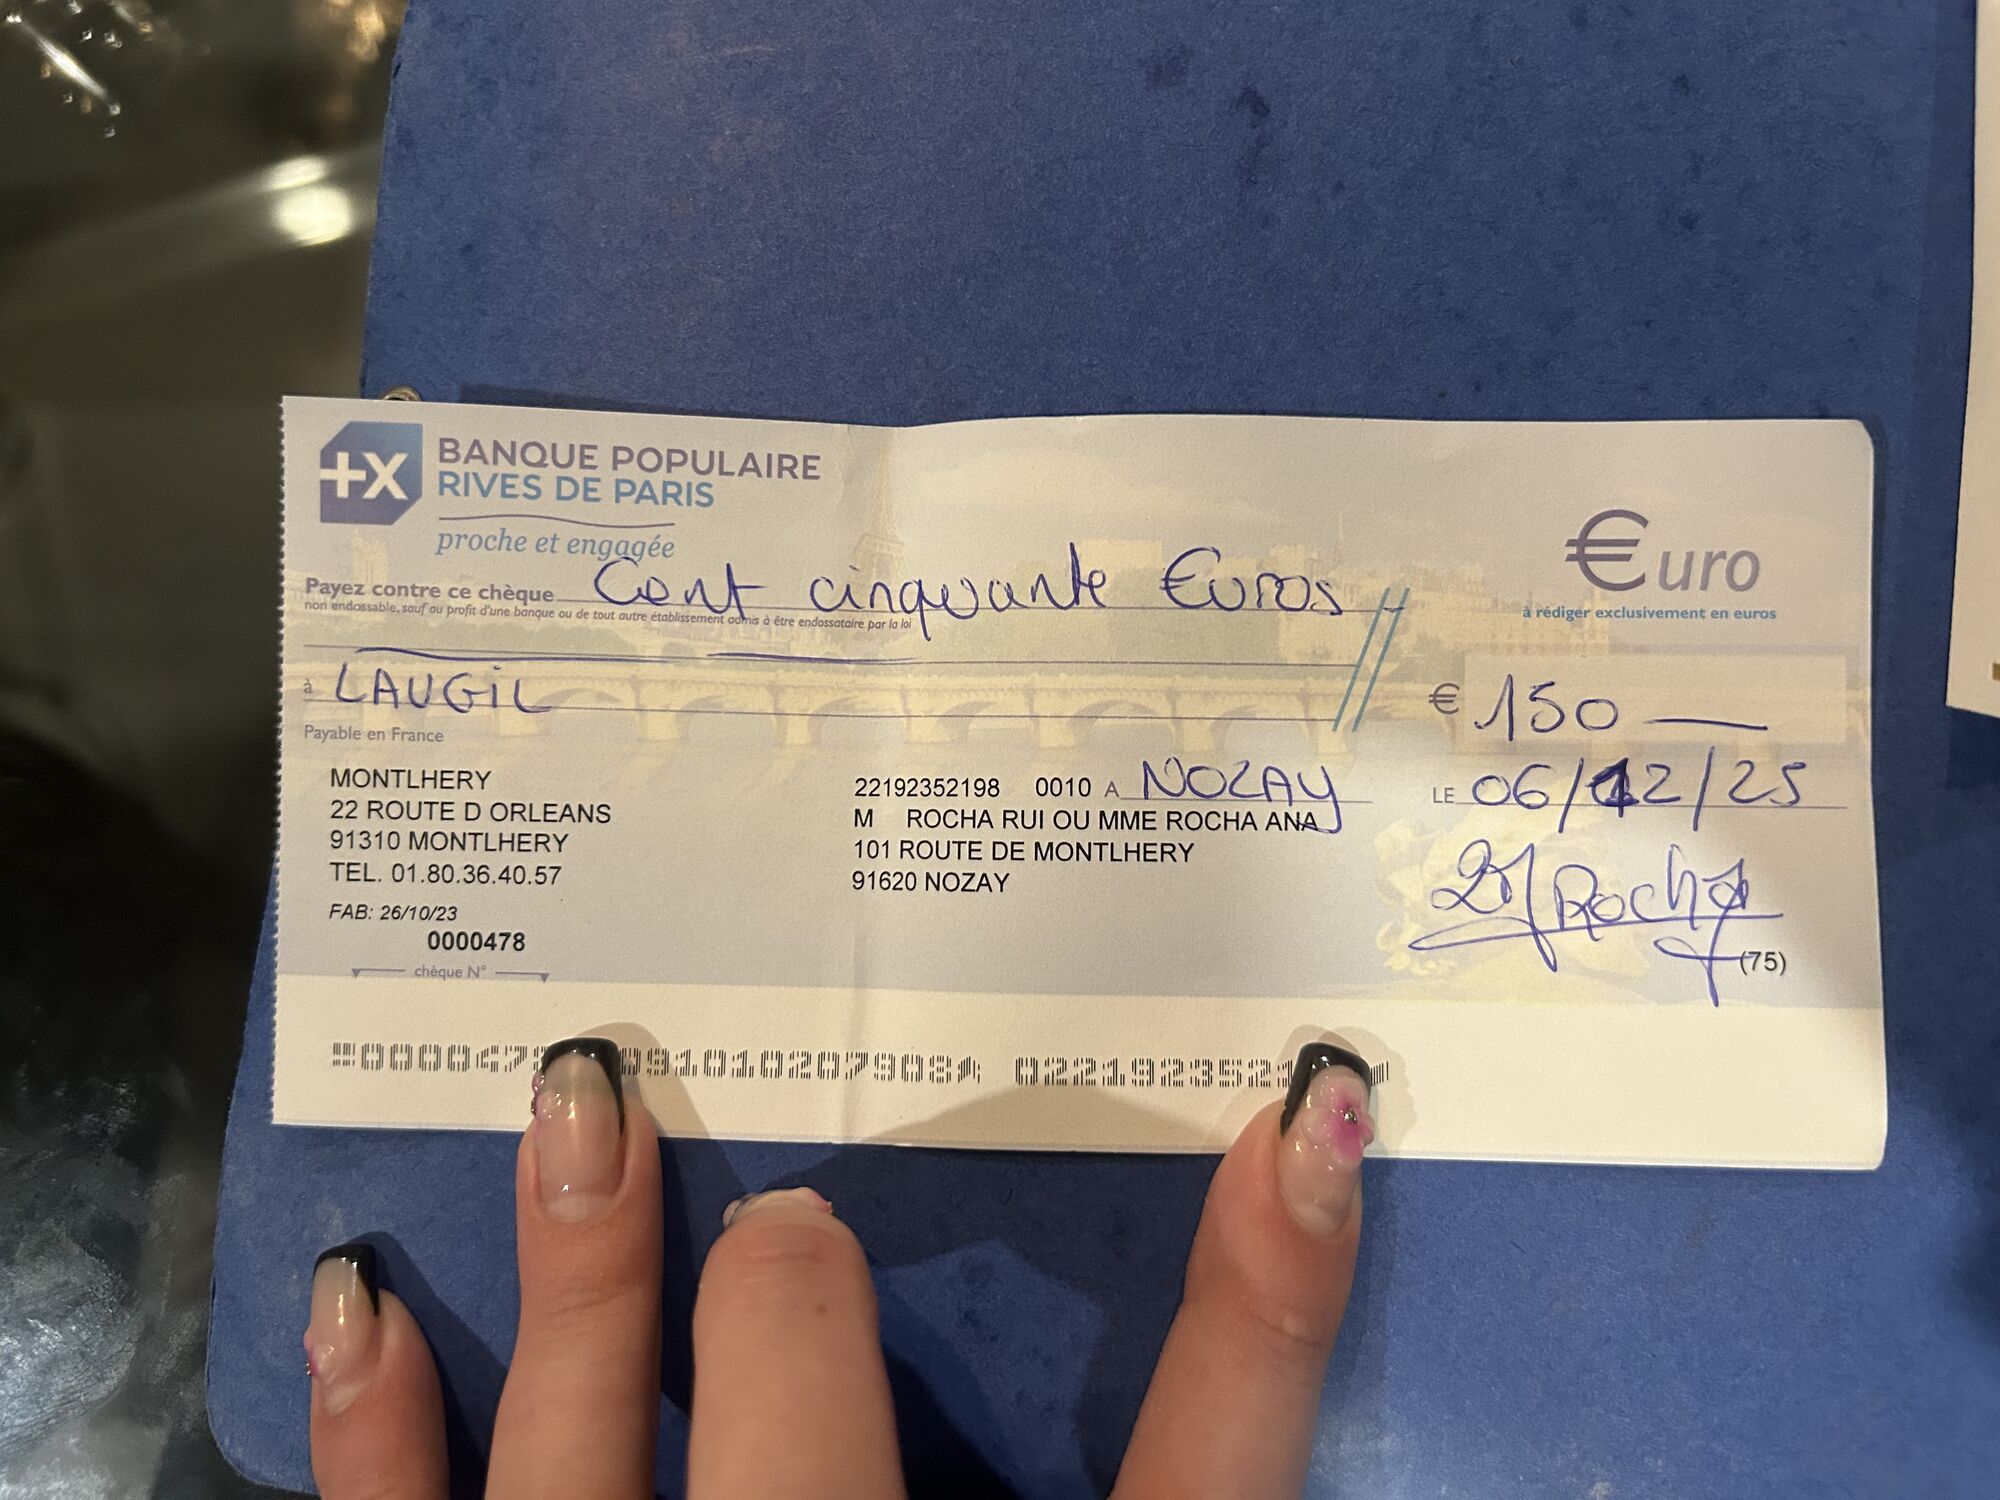 +X BANQUE POPULAIRE
RIVES DE PARIS
proche et engagée
Payez contre ce chèque Cent cinquante Euros
non endossable, sauf au profit d'une banque ou de tout autre établissement admis à être endossataire par la loi
€uro
à rédiger exclusivement en euros
à LAUGIL
€ 150
Payable en France
MONTLHERY
22 ROUTE D ORLEANS
91310 MONTLHERY
TEL. 01.80.36.40.57
FAB: 26/10/23
0000478
chèque N°
22192352198 0010 A NOZAY
M ROCHA RUI OU MME ROCHA ANA
101 ROUTE DE MONTLHERY
91620 NOZAY
LE 06/12/25
Rocha
(75)
091010207908 0221923521